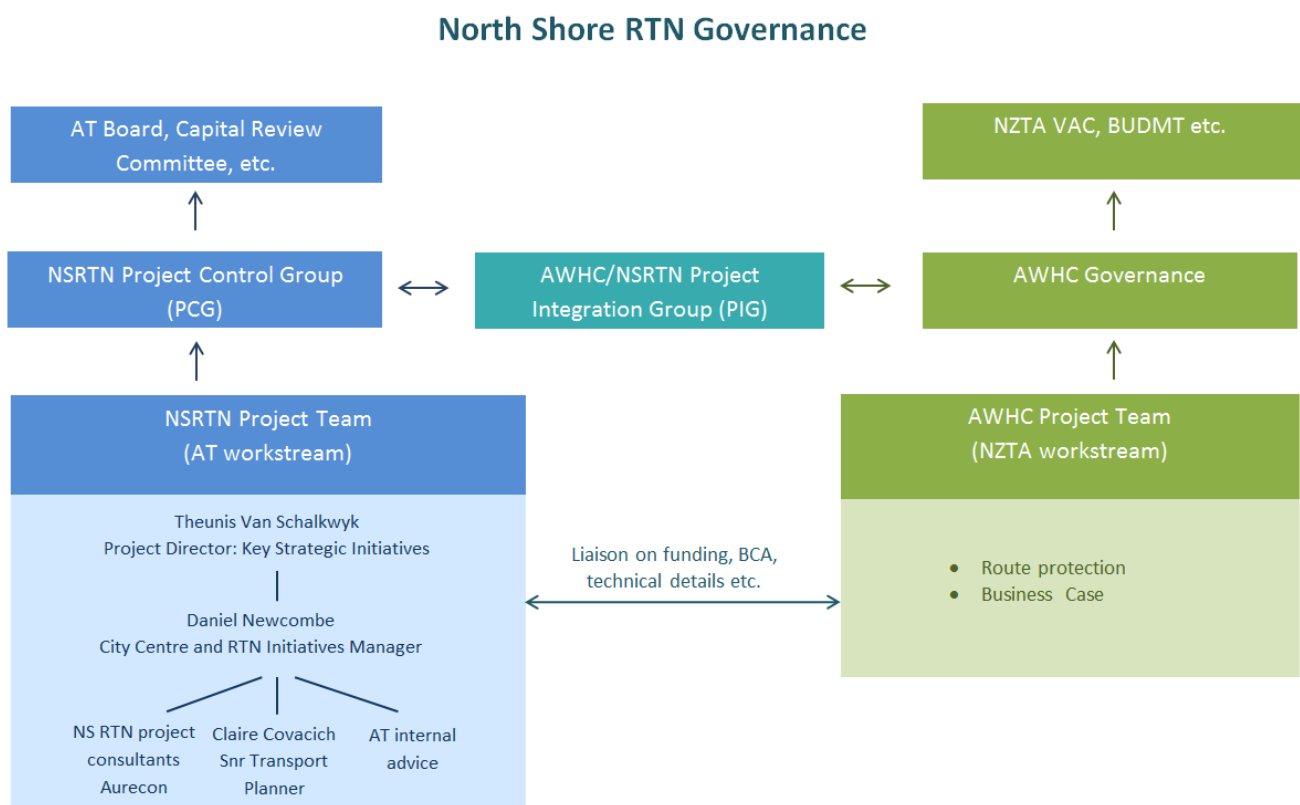 North Shore RTN Governance
AT Board, Capital Review
Committee, etc.
NZTA VAC, BUDMT etc.
NSRTN Project Control Group
(PCG)
AWHC/NSRTN Project
Integration Group (PIG)
AWHC Governance
NSRTN Project Team
(AT workstream)
AWHC Project Team
(NZTA workstream)
Theunis Van Schalkwyk
Project Director: Key Strategic Initiatives
Daniel Newcombe
City Centre and RTN Initiatives Manager
NS RTN project
consultants
Aurecon
Claire Covacich
Snr Transport
Planner
AT internal
advice
Liaison on funding, BCA,
technical details etc.
• Route protection
• Business Case